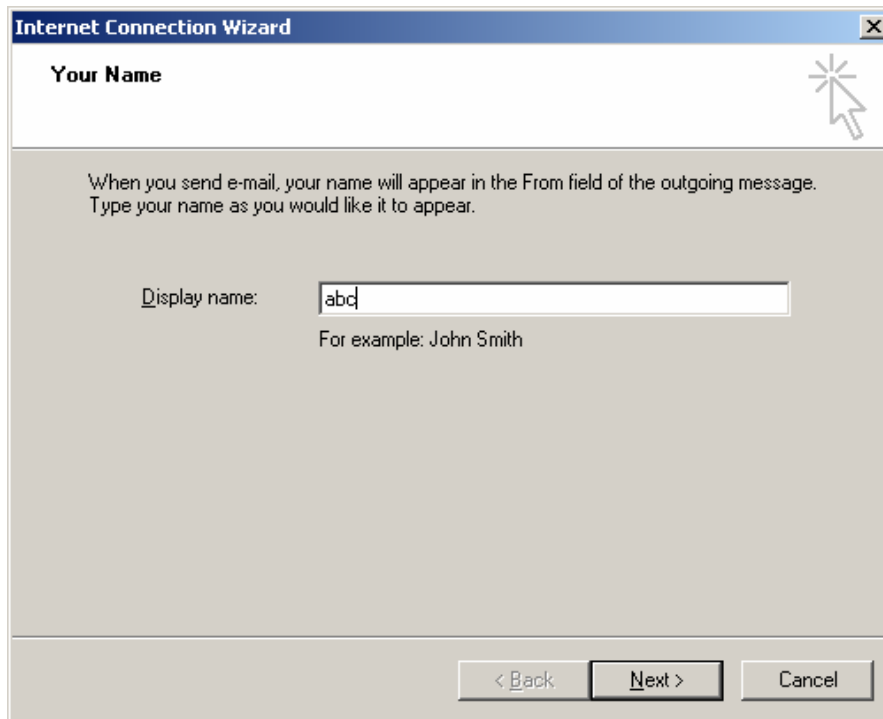 Internet Connection Wizard
Your Name
When you send e-mail, your name will appear in the From field of the outgoing message.
Type your name as you would like it to appear.
Display name: abc
For example: John Smith
< Back Next > Cancel